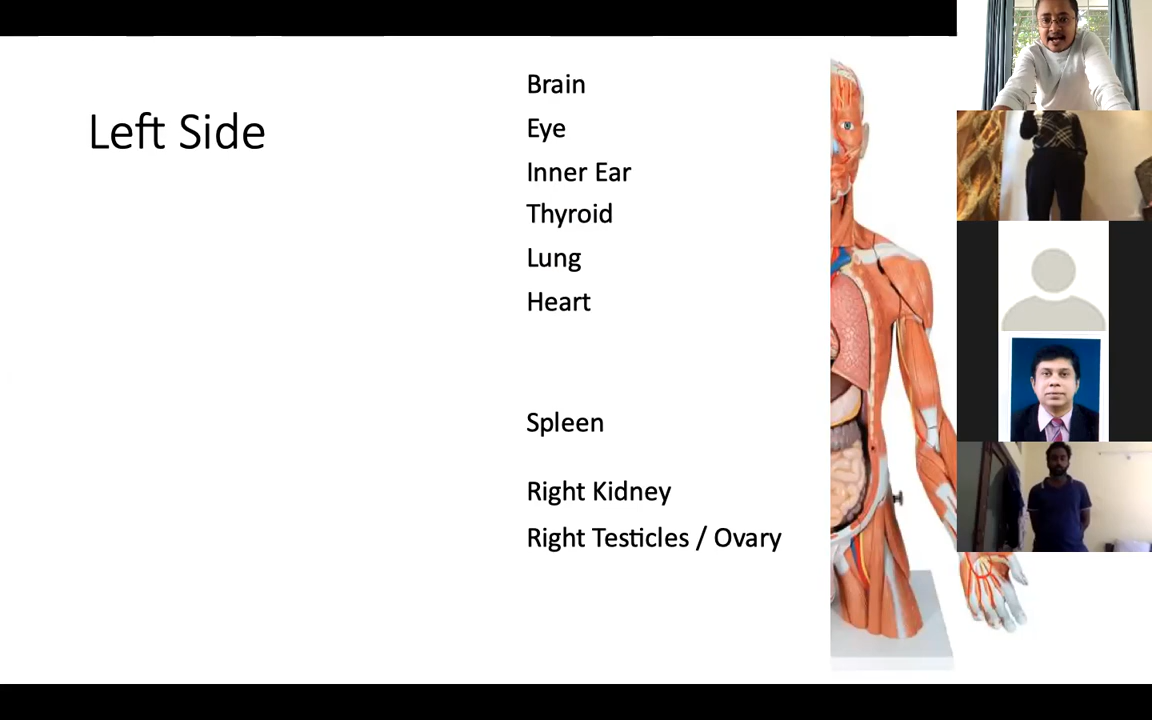 Left Side
Brain
Eye
Inner Ear
Thyroid
Lung
Heart
Spleen
Right Kidney
Right Testicles / Ovary